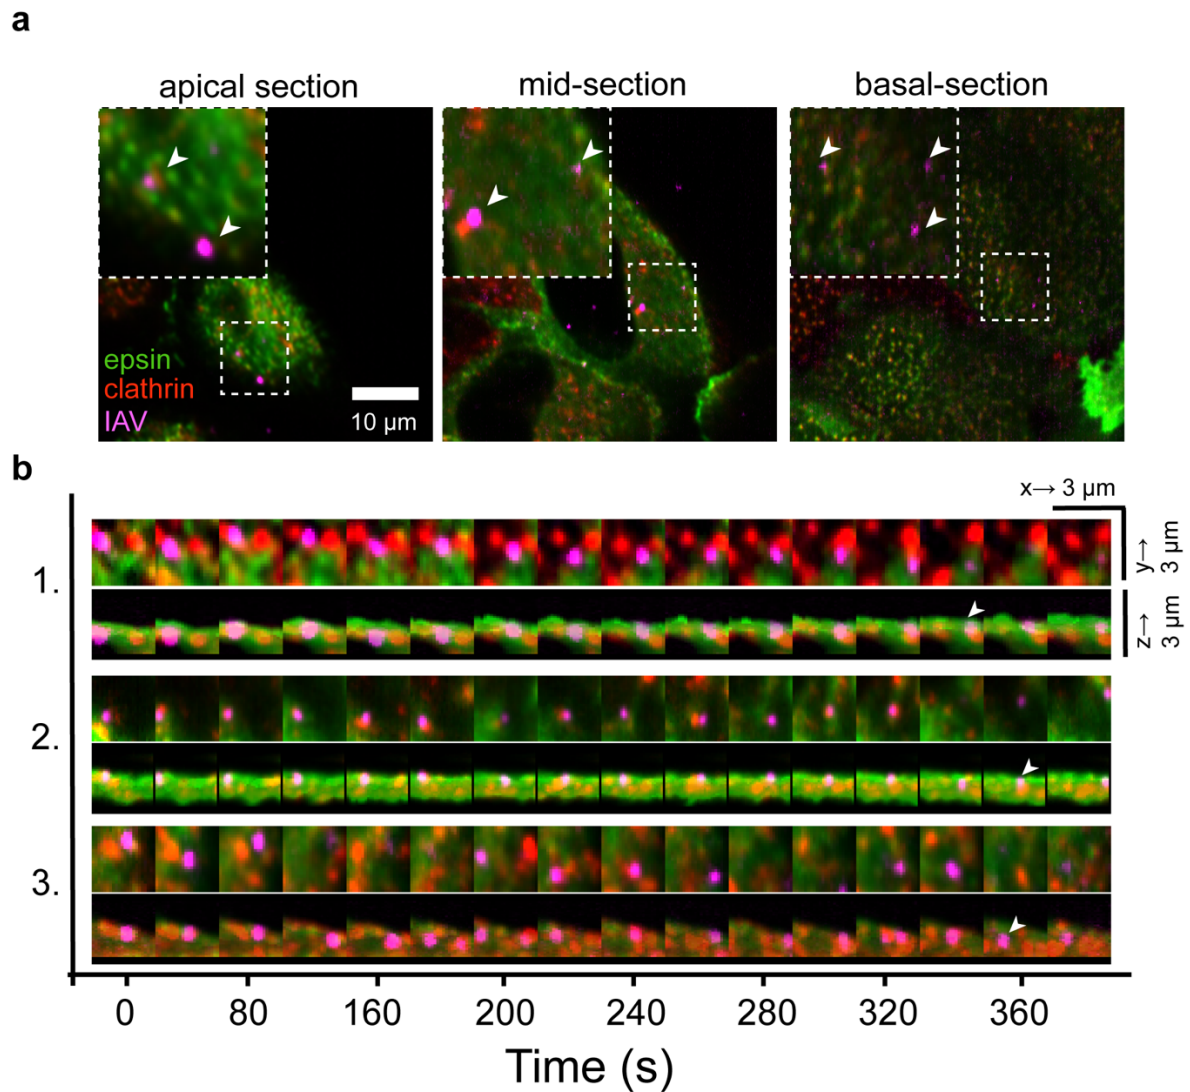 a
apical section
mid-section
basal-section
epsin
clathrin
IAV
10 µm
b
x→ 3 µm
y→
3 µm
z→
3 µm
1.
2.
3.
0 80 160 200 240 280 320 360
Time (s)